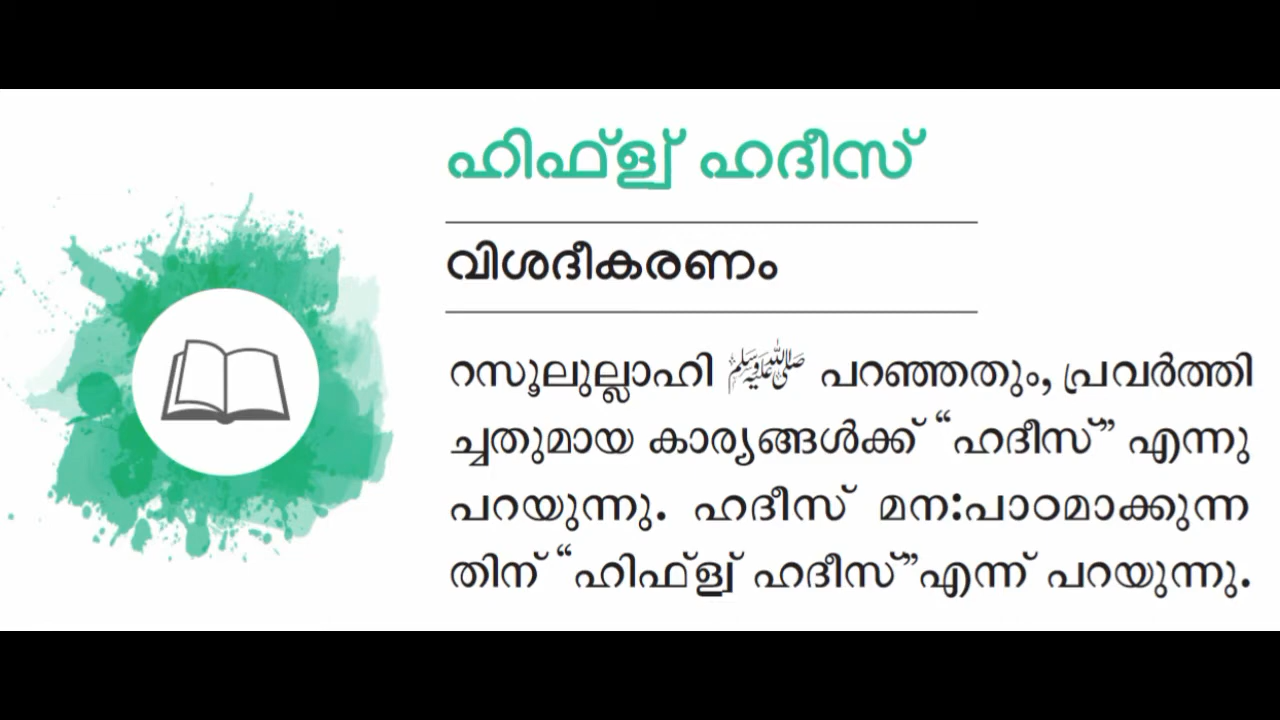 ഹിഫ്ള്വ് ഹദീസ്
വിശദീകരണം
റസൂലുല്ലാഹി ﷺ പറഞ്ഞതും, പ്രവർത്തി
ച്ചതുമായ കാര്യങ്ങൾക്ക് “ഹദീസ്” എന്നു
പറയുന്നു. ഹദീസ് മന:പാഠമാക്കുന്ന
തിന് “ഹിഫ്ള്വ് ഹദീസ്”എന്ന് പറയുന്നു.